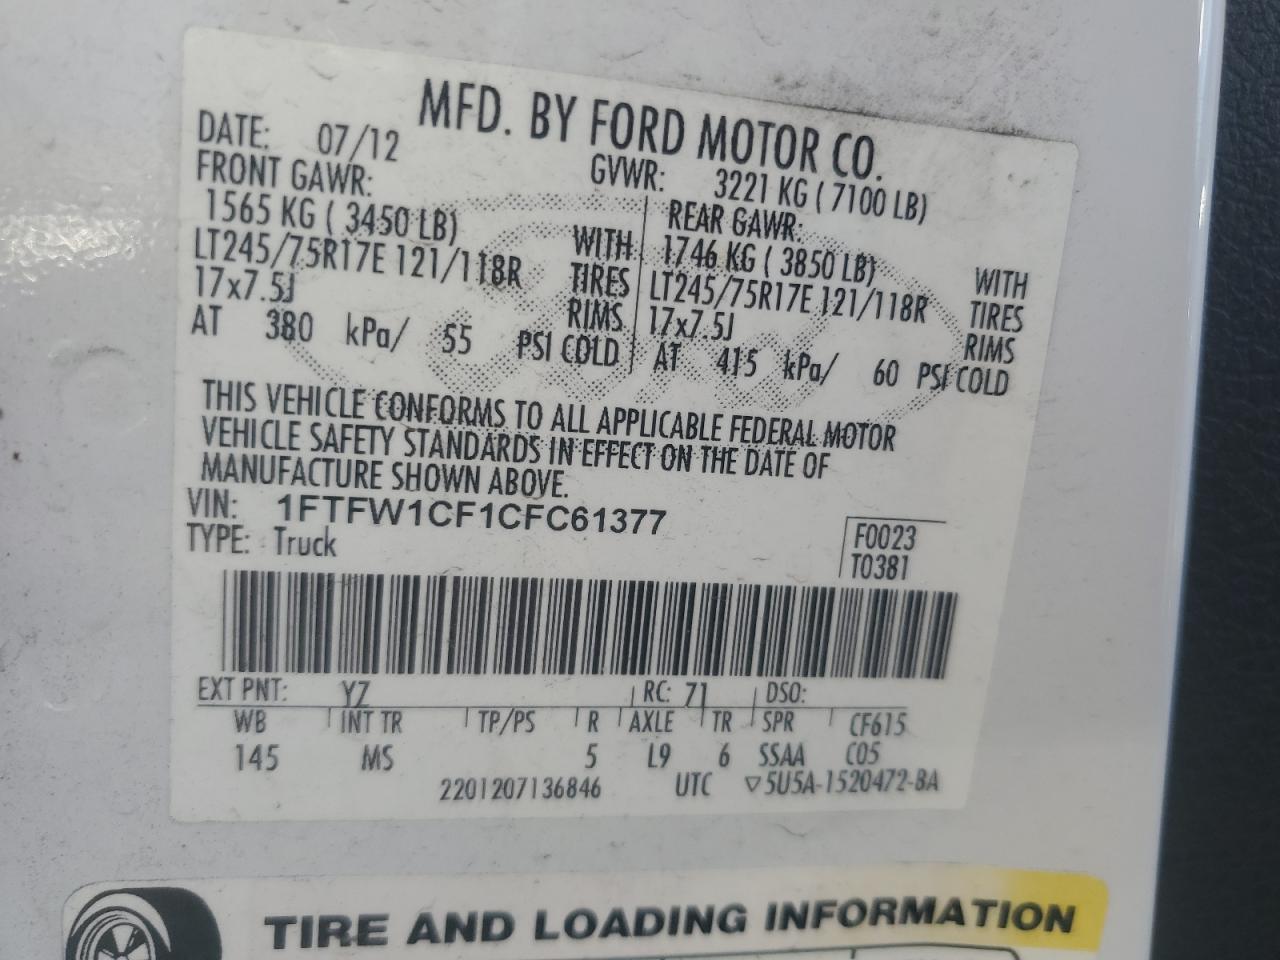 MFD. BY FORD MOTOR CO.
DATE: 07/12 GVWR: 3221 KG ( 7100 LB)
FRONT GAWR: REAR GAWR:
1565 KG ( 3450 LB) WITH 1746 KG ( 3850 LB) WITH
LT245/75R17E 121/118R TIRES LT245/75R17E 121/118R TIRES
17x7.5J RIMS 17x7.5J RIMS
AT 380 kPa/ 55 PSI COLD AT 415 kPa/ 60 PSI COLD
THIS VEHICLE CONFORMS TO ALL APPLICABLE FEDERAL MOTOR
VEHICLE SAFETY STANDARDS IN EFFECT ON THE DATE OF
MANUFACTURE SHOWN ABOVE.
VIN: 1FTFW1CF1CFC61377
TYPE: Truck
F0023
T0381
EXT PNT: YZ RC: 71 DSO:
WB INT TR TP/PS R AXLE TR SPR CF615
145 MS 5 L9 6 SSAA C05
2201207136846 UTC ▽5U5A-1520472-BA
TIRE AND LOADING INFORMATION